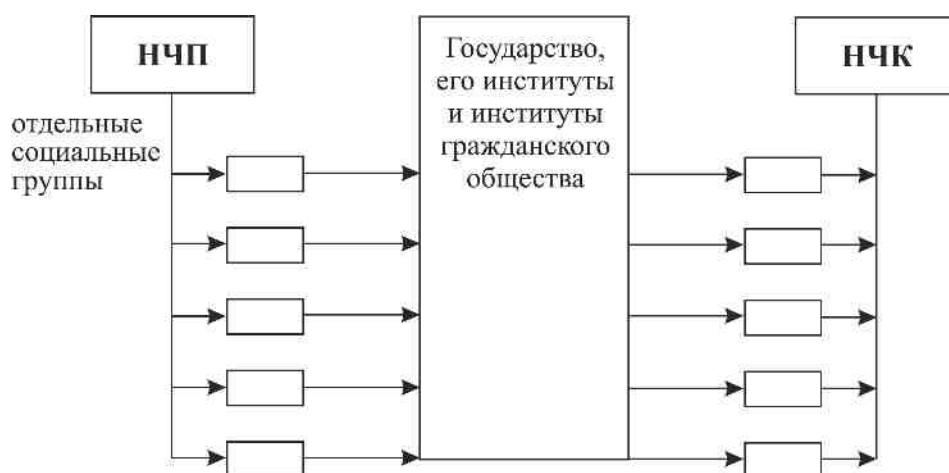 НЧП
отдельные
социальные
группы
Государство,
его институты
и институты
гражданского
общества
НЧК